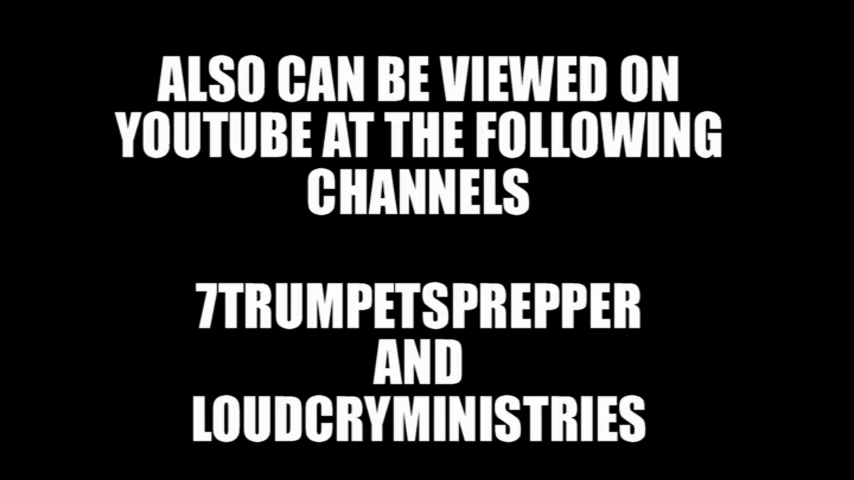 ALSO CAN BE VIEWED ON
YOUTUBE AT THE FOLLOWING
CHANNELS
7TRUMPETSPREPPER
AND
LOUDCRYMINISTRIES